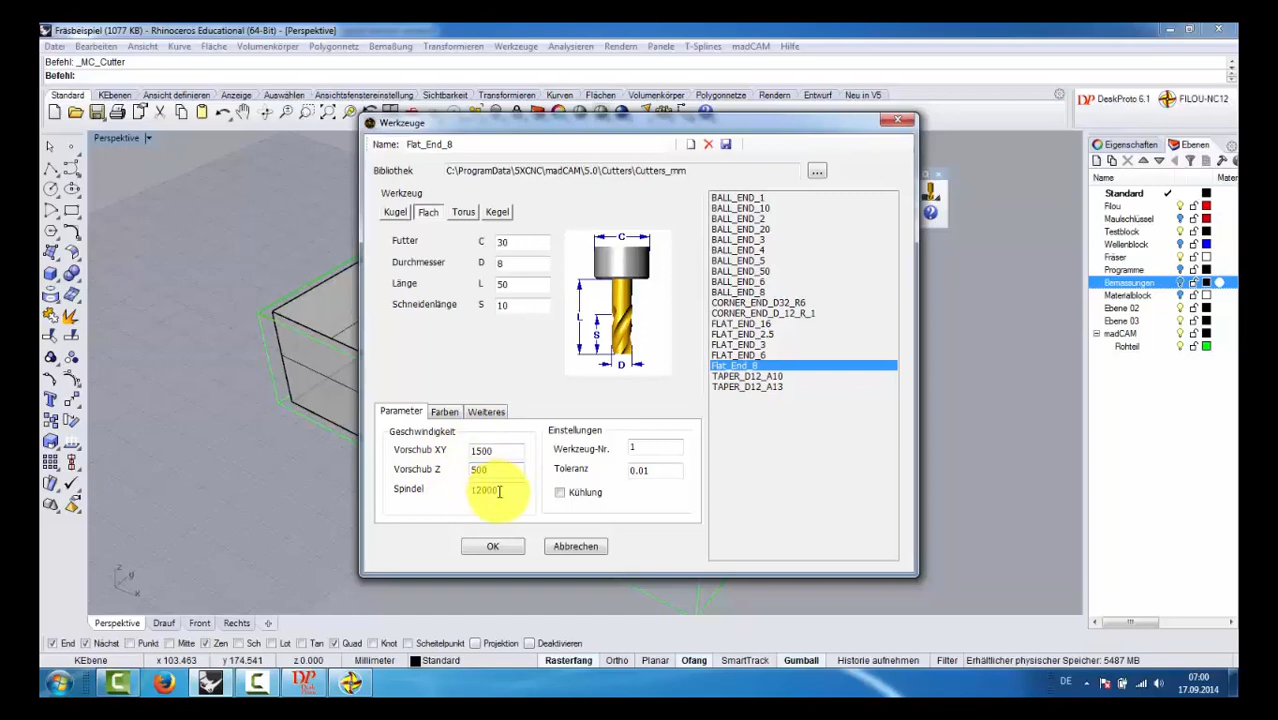 Fräsbeispiel (1077 KB) - Rhinoceros Educational (64-Bit) - [Perspektive]
Datei Bearbeiten Ansicht Kurve Fläche Volumenkörper Polygonnetz Bemaßung Transformieren Werkzeuge Analysieren Rendern Panele T-Splines madCAM Hilfe
Befehl: _MC_Cutter
Befehl:
Standard KEbenen Ansicht definieren Anzeige Auswählen Ansichtsfenstereinstellung Sichtbarkeit Transformieren Kurven Flächen Volumenkörper Polygonnetze Rendern Entwurf Neu in V5
DeskProto 6.1 FILOU-NC12
Perspektive
Werkzeuge
Name: Flat_End_8
Bibliothek C:\ProgramData\SXCNC\madCAM\5.0\Cutters\Cutters_mm ...
Werkzeug
Kugel Flach Torus Kegel
Futter C 30
Durchmesser D 8
Länge L 50
Schneidenlänge S 10
C
L
S
D
BALL_END_1
BALL_END_10
BALL_END_2
BALL_END_20
BALL_END_3
BALL_END_4
BALL_END_5
BALL_END_50
BALL_END_6
BALL_END_8
CORNER_END_D32_R6
CORNER_END_D_12_R_1
FLAT_END_16
FLAT_END_2.5
FLAT_END_3
FLAT_END_6
Flat_End_8
TAPER_D12_A10
TAPER_D12_A13
Parameter Farben Weiteres
Geschwindigkeit
Vorschub XY 1500
Vorschub Z 500
Spindel 12000
Einstellungen
Werkzeug-Nr. 1
Toleranz 0.01
Kühlung
OK Abbrechen
Eigenschaften Ebenen
Name Mater
Standard
Filou
Maulschlüssel
Testblock
Wellenblock
Fräser
Programme
Bemassungen
Materialblock
Ebene 02
Ebene 03
madCAM
Rohteil
z
y
x
Perspektive Drauf Front Rechts
End Nächst Punkt Mitte Zen Sch Lot Tan Quad Knot Scheitelpunkt Projektion Deaktivieren
KEbene x 103.463 y 174.541 z 0.000 Millimeter Standard Rasterfang Ortho Planar Ofang SmartTrack Gumball Historie aufnehmen Filter Erhältlicher physischer Speicher: 5487 MB
DE 07:00
17.09.2014